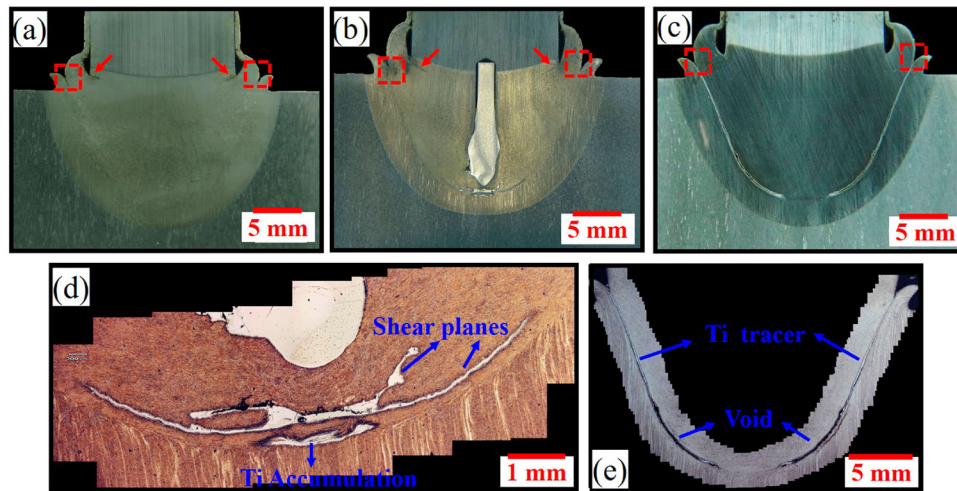 (a)
5 mm
(b)
5 mm
(c)
5 mm
(d)
Shear planes
Ti Accumulation
1 mm
Ti tracer
Void
(e)
5 mm